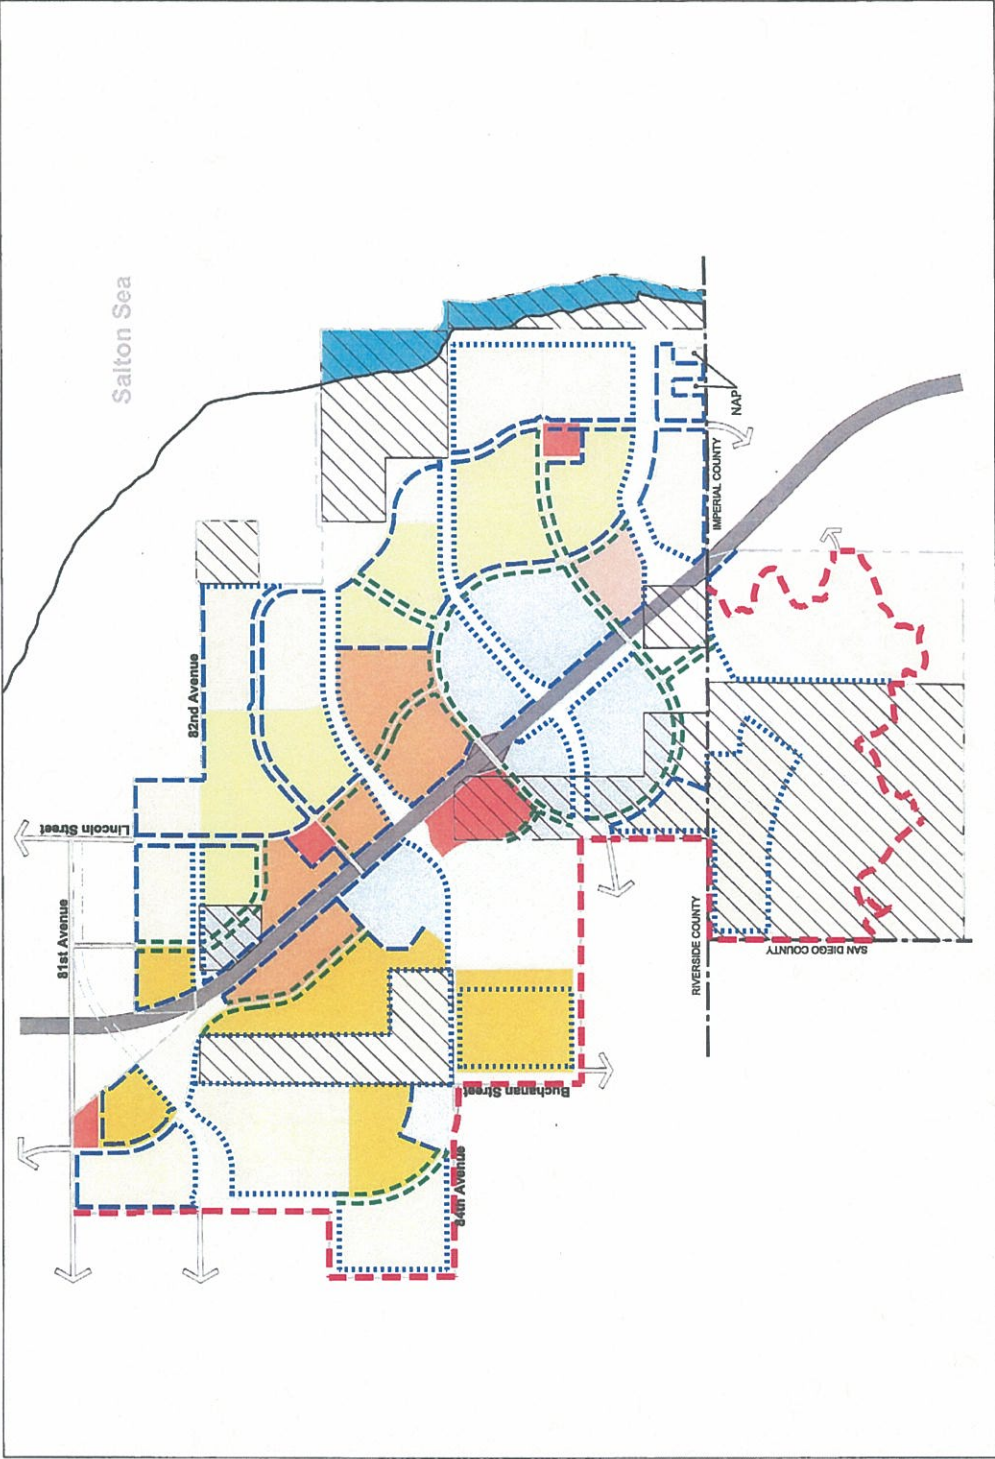 Salton Sea
82nd Avenue
Lincoln Street
81st Avenue
NAP
IMPERIAL COUNTY
RIVERSIDE COUNTY
SAN DIEGO COUNTY
Buchanan Street
84th Avenue